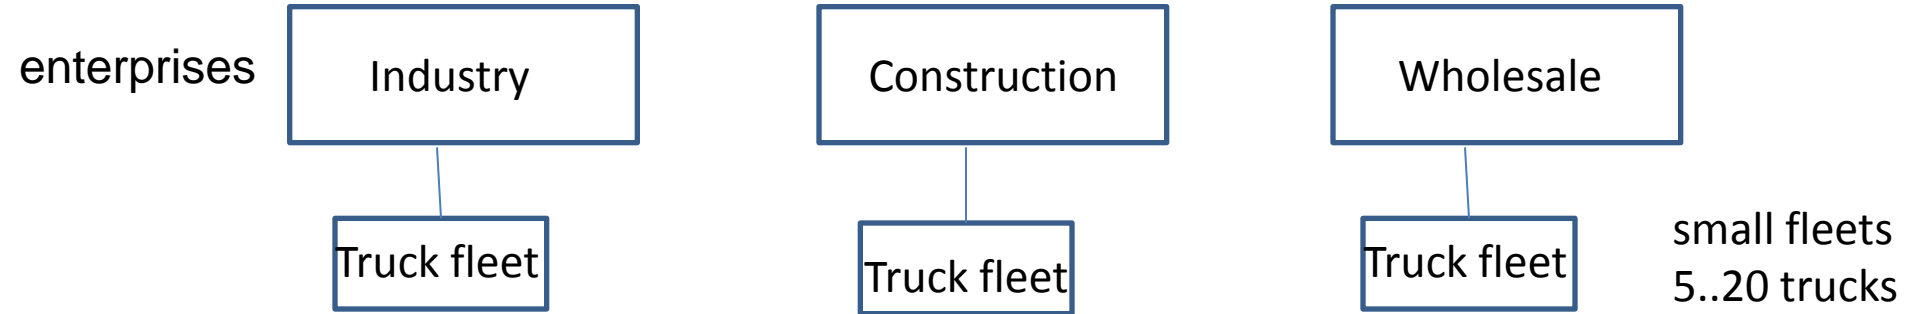 enterprises
Industry
Construction
Wholesale
Truck fleet
Truck fleet
Truck fleet
small fleets
5..20 trucks